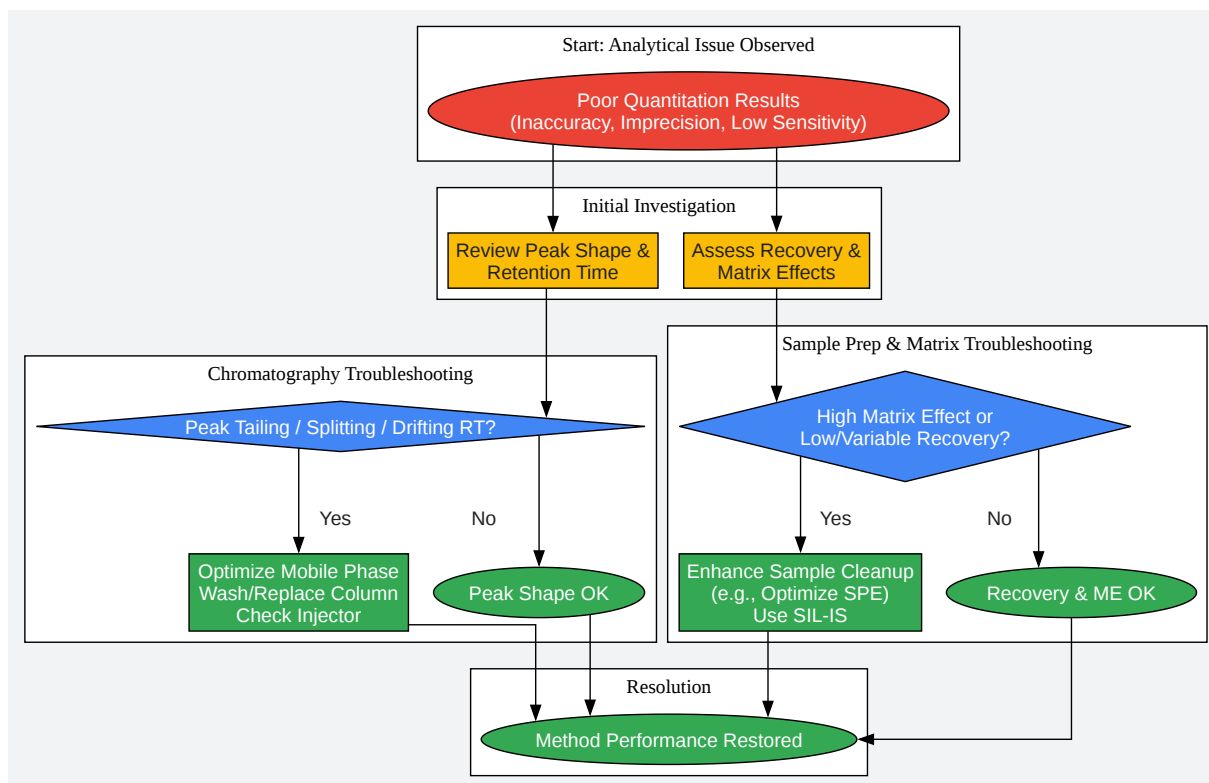 Start: Analytical Issue Observed
Poor Quantitation Results
(Inaccuracy, Imprecision, Low Sensitivity)
Initial Investigation
Review Peak Shape &
Retention Time
Assess Recovery &
Matrix Effects
Chromatography Troubleshooting
Peak Tailing / Splitting / Drifting RT?
Yes
No
Optimize Mobile Phase
Wash/Replace Column
Check Injector
Peak Shape OK
Sample Prep & Matrix Troubleshooting
High Matrix Effect or
Low/Variable Recovery?
Yes
No
Enhance Sample Cleanup
(e.g., Optimize SPE)
Use SIL-IS
Recovery & ME OK
Resolution
Method Performance Restored